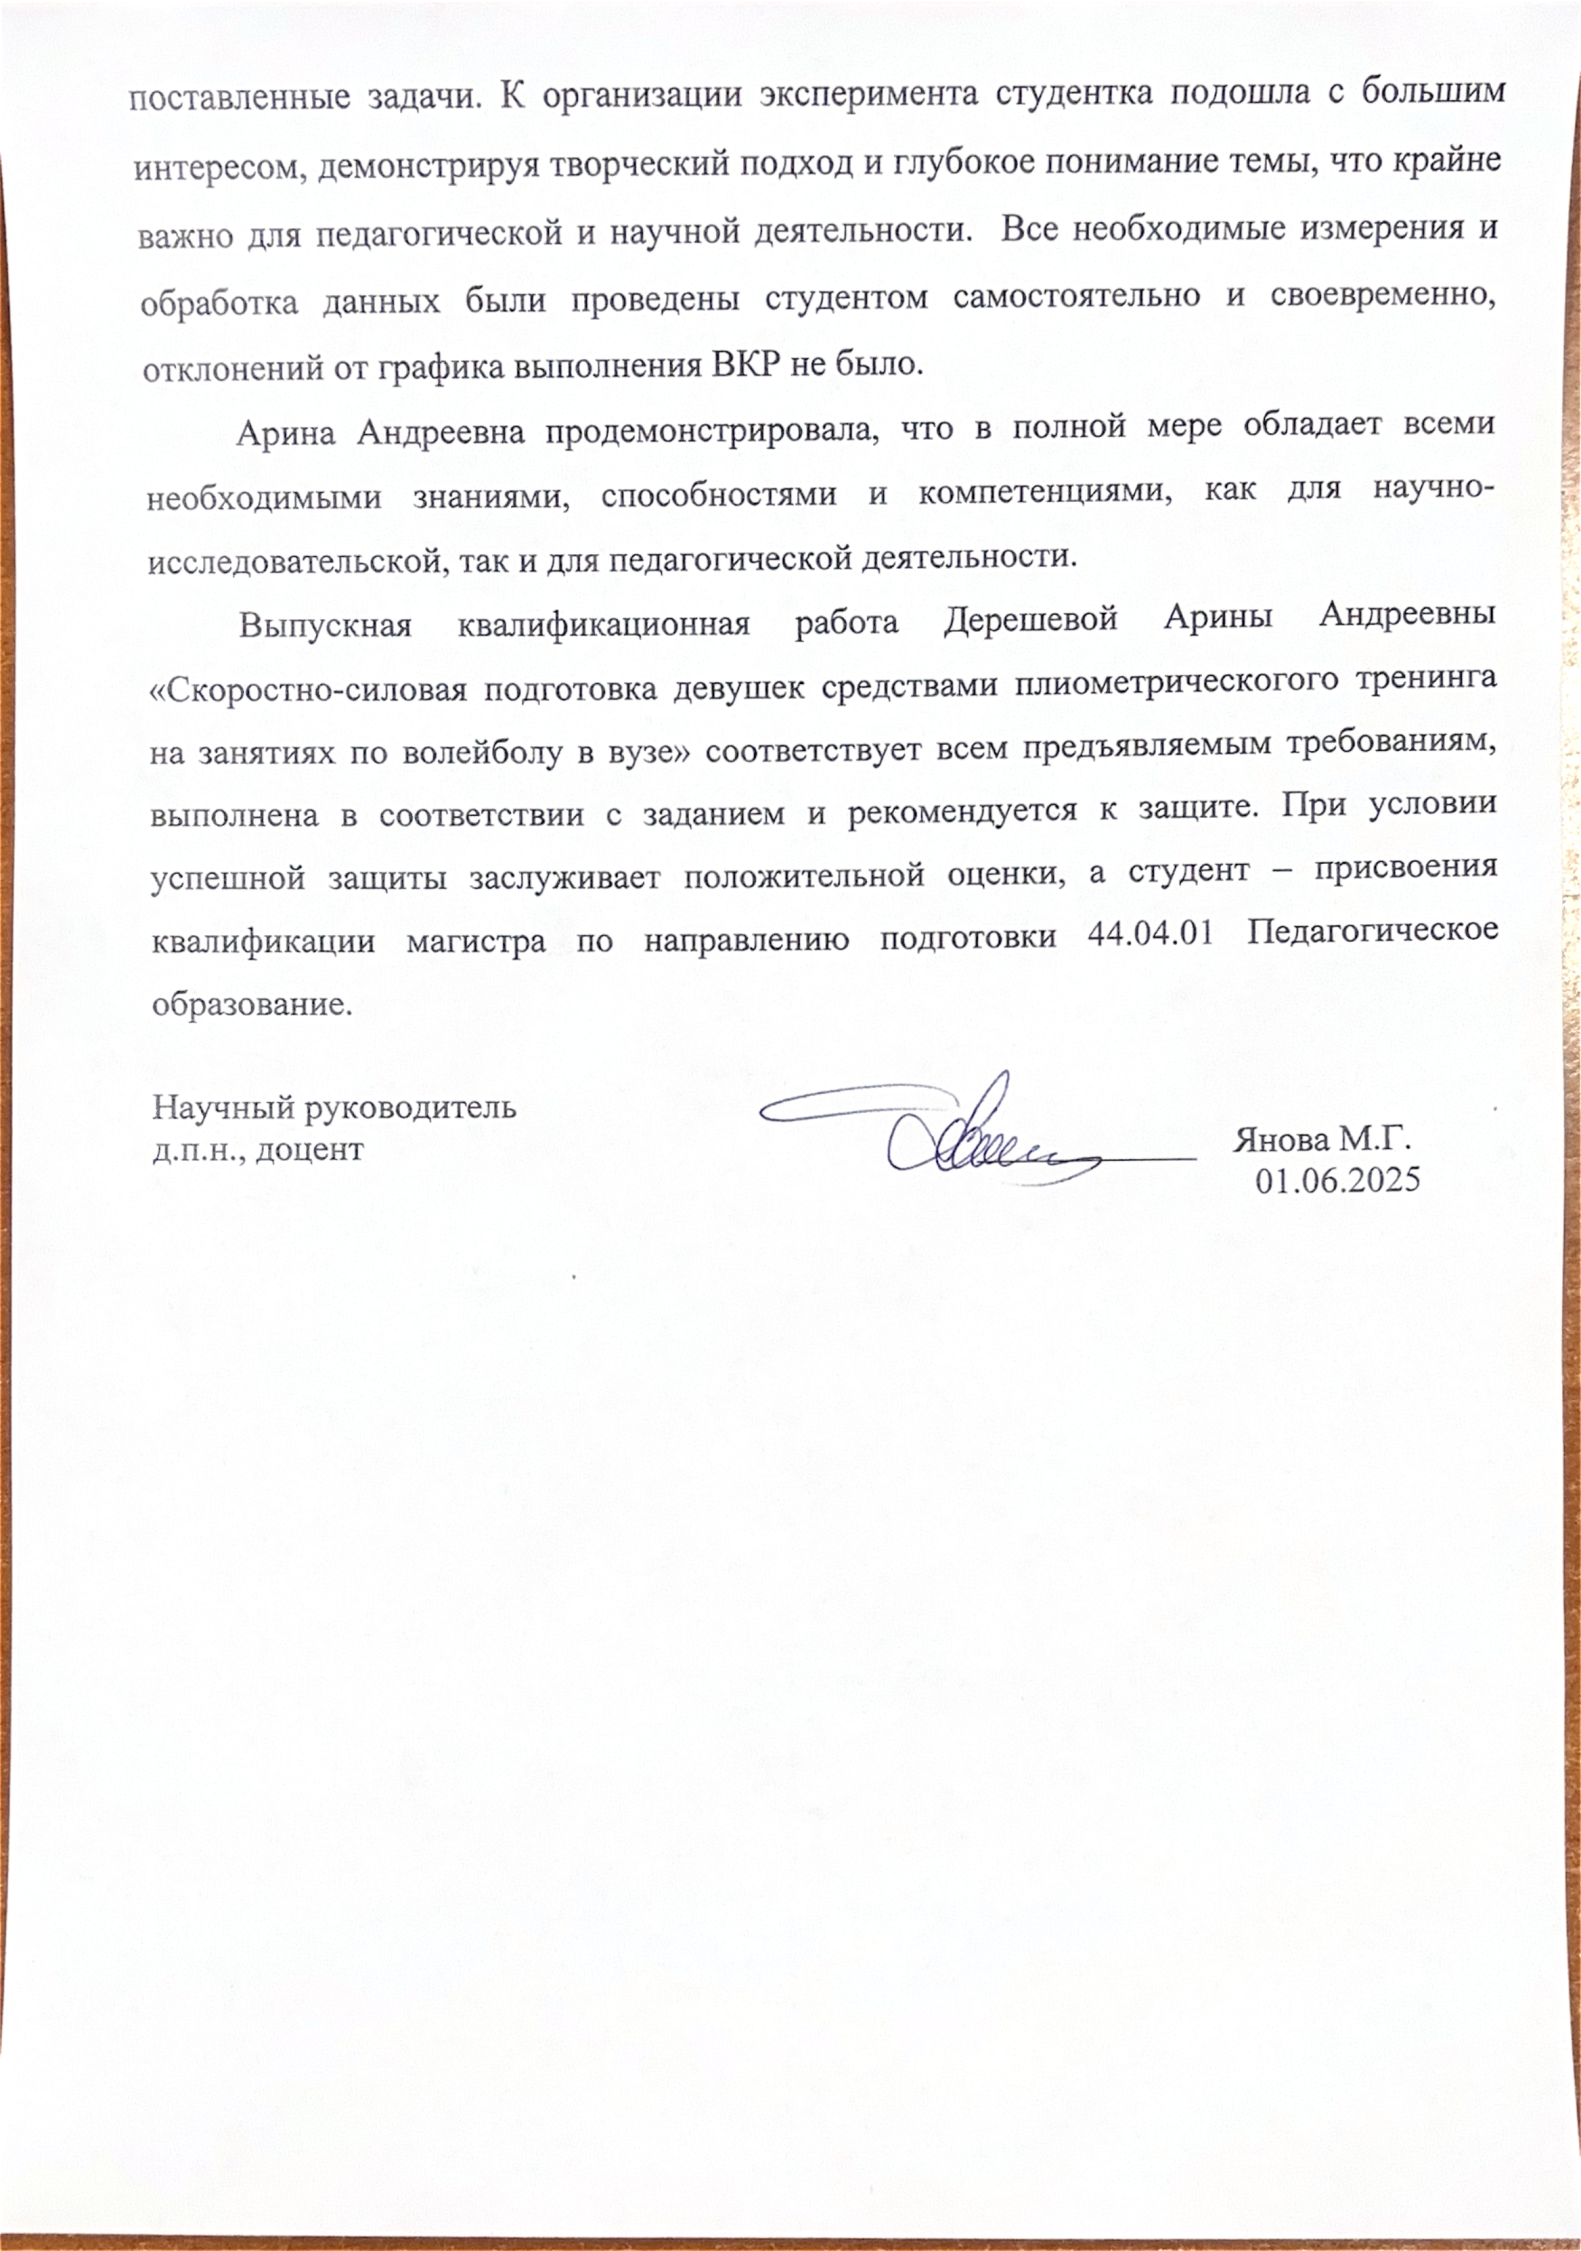 поставленные задачи. К организации эксперимента студентка подошла с большим
интересом, демонстрируя творческий подход и глубокое понимание темы, что крайне
важно для педагогической и научной деятельности. Все необходимые измерения и
обработка данных были проведены студентом самостоятельно и своевременно,
отклонений от графика выполнения ВКР не было.
Арина Андреевна продемонстрировала, что в полной мере обладает всеми
необходимыми знаниями, способностями и компетенциями, как для научно-
исследовательской, так и для педагогической деятельности.
Выпускная квалификационная работа Дерешевой Арины Андреевны
«Скоростно-силовая подготовка девушек средствами плиометрическогого тренинга
на занятиях по волейболу в вузе» соответствует всем предъявляемым требованиям,
выполнена в соответствии с заданием и рекомендуется к защите. При условии
успешной защиты заслуживает положительной оценки, а студент – присвоения
квалификации магистра по направлению подготовки 44.04.01 Педагогическое
образование.
Научный руководитель
д.п.н., доцент
Янова М.Г.
01.06.2025